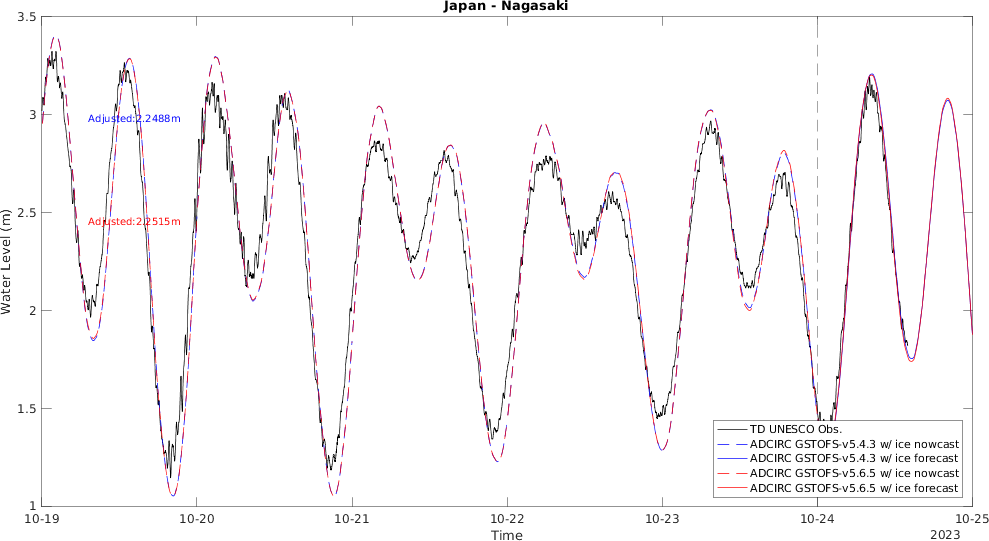 Japan - Nagasaki
3.5
3
2.5
2
1.5
1
Water Level (m)
Adjusted:2.2488m
Adjusted:2.2515m
TD UNESCO Obs.
ADCIRC GSTOFS-v5.4.3 w/ ice nowcast
ADCIRC GSTOFS-v5.4.3 w/ ice forecast
ADCIRC GSTOFS-v5.6.5 w/ ice nowcast
ADCIRC GSTOFS-v5.6.5 w/ ice forecast
10-19 10-20 10-21 10-22 10-23 10-24 10-25
Time
2023